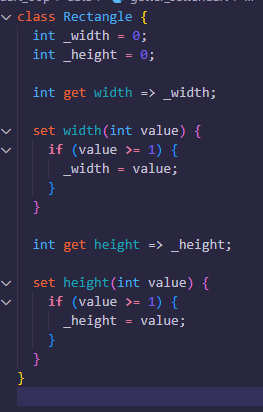 class Rectangle {
  int _width = 0;
  int _height = 0;

  int get width => _width;

  set width(int value) {
    if (value >= 1) {
      _width = value;
    }
  }

  int get height => _height;

  set height(int value) {
    if (value >= 1) {
      _height = value;
    }
  }
}